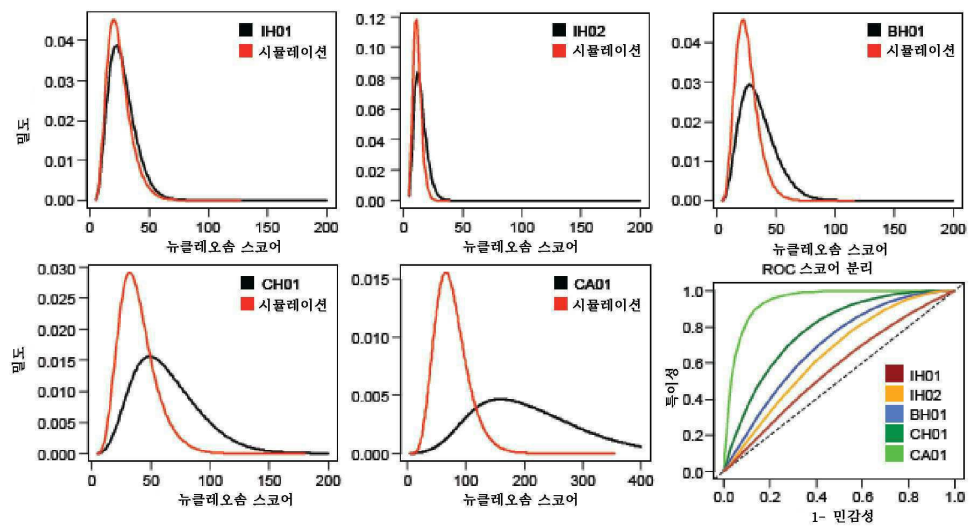 IH01
시뮬레이션
밀도
0.04
0.03
0.02
0.01
0.00
0 50 100 150 200
뉴클레오솜 스코어
IH02
시뮬레이션
0.12
0.10
0.08
0.06
0.04
0.02
0.00
0 50 100 150 200
뉴클레오솜 스코어
BH01
시뮬레이션
0.04
0.03
0.02
0.01
0.00
0 50 100 150 200
뉴클레오솜 스코어
CH01
시뮬레이션
밀도
0.030
0.025
0.020
0.015
0.010
0.005
0.000
0 50 100 150 200
뉴클레오솜 스코어
CA01
시뮬레이션
0.015
0.010
0.005
0.000
0 100 200 300 400
뉴클레오솜 스코어
ROC 스코어 분리
특이성
1.0
0.8
0.6
0.4
0.2
0.0
IH01
IH02
BH01
CH01
CA01
0.0 0.2 0.4 0.6 0.8 1.0
1- 민감성